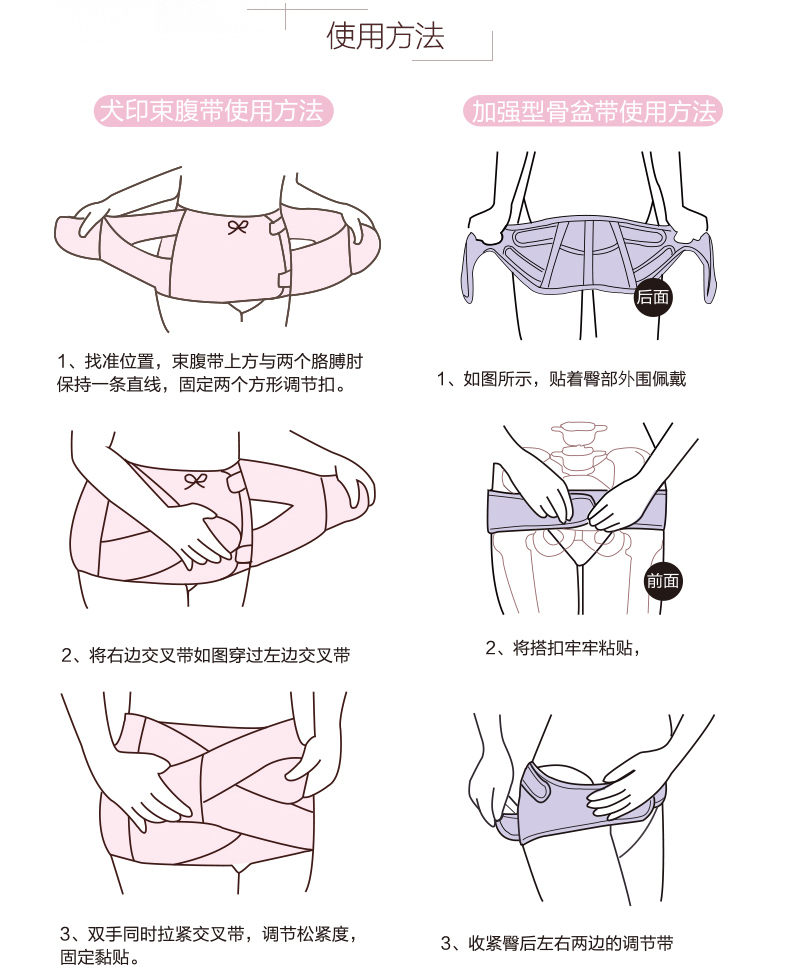 使用方法
犬印束腹带使用方法
1、找准位置，束腹带上方与两个胳膊肘
保持一条直线，固定两个方形调节扣。
2、将右边交叉带如图穿过左边交叉带
3、双手同时拉紧交叉带，调节松紧度，
固定黏贴。
加强型骨盆带使用方法
后面
1、如图所示，贴着臀部外围佩戴
前面
2、将搭扣牢牢粘贴，
3、收紧臀后左右两边的调节带